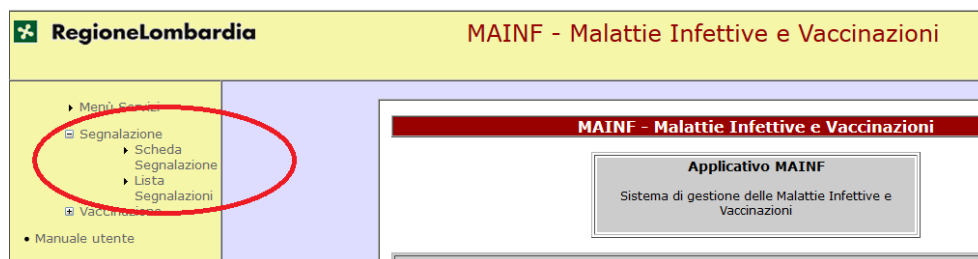 RegioneLombardia
MAINF - Malattie Infettive e Vaccinazioni
Menù Servizi
Segnalazione
Scheda
Segnalazione
Lista
Segnalazioni
Vaccinazione
Manuale utente
MAINF - Malattie Infettive e Vaccinazioni
Applicativo MAINF
Sistema di gestione delle Malattie Infettive e
Vaccinazioni